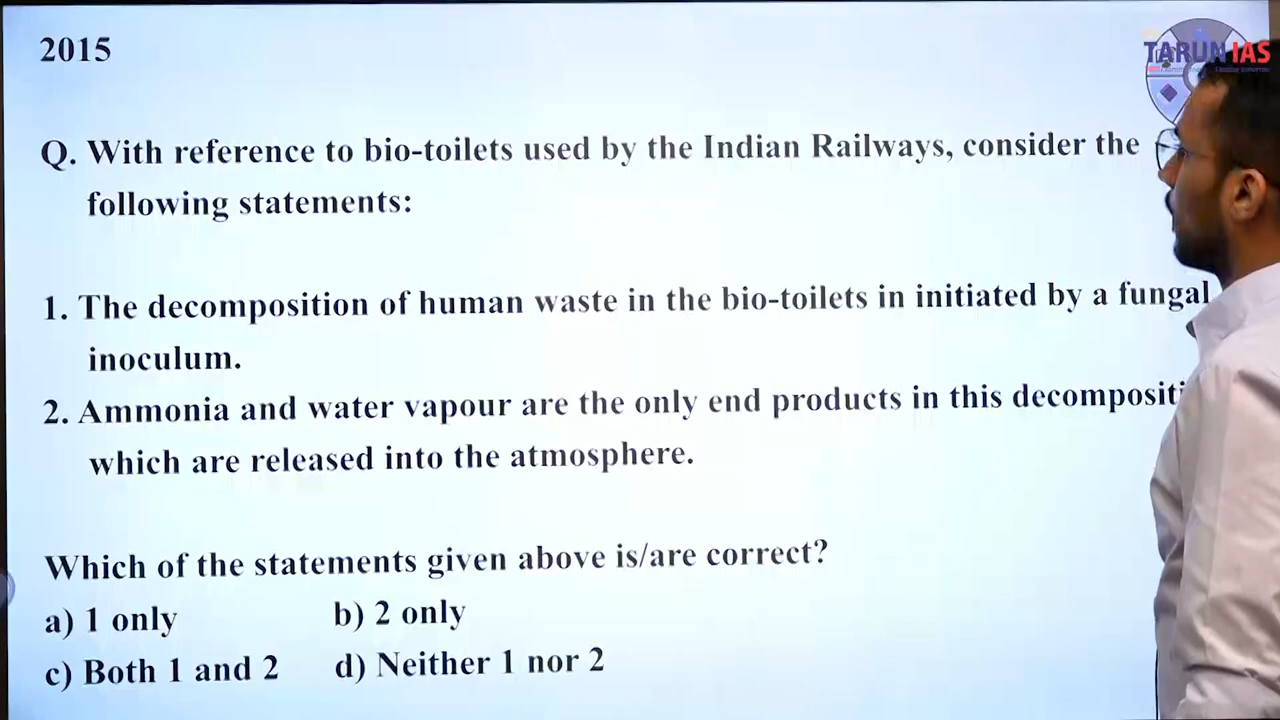 2015
TARUN IAS
Q. With reference to bio-toilets used by the Indian Railways, consider the
following statements:
1. The decomposition of human waste in the bio-toilets in initiated by a fungal
inoculum.
2. Ammonia and water vapour are the only end products in this decompositi
which are released into the atmosphere.
Which of the statements given above is/are correct?
a) 1 only b) 2 only
c) Both 1 and 2 d) Neither 1 nor 2